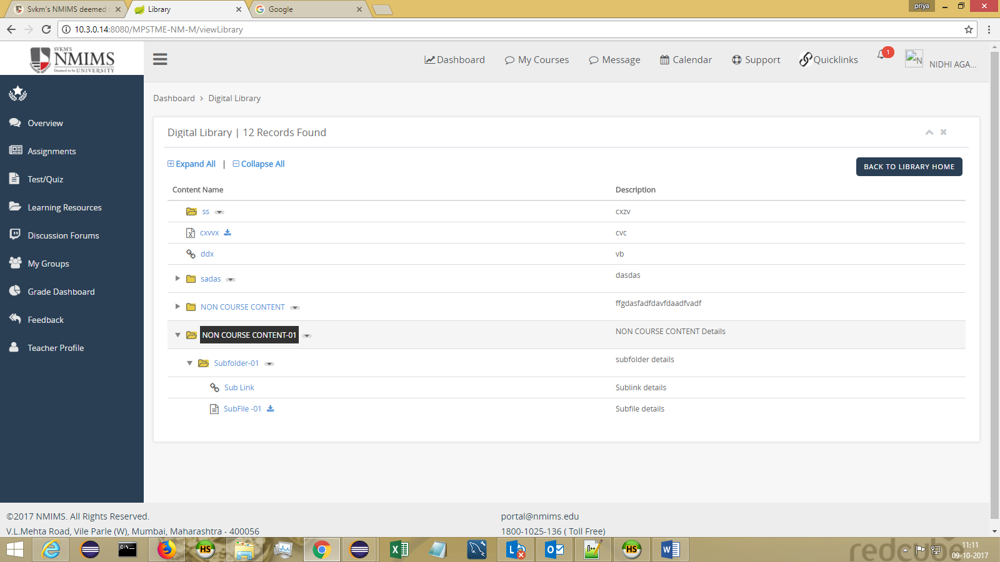 Svkm's NMIMS deemed
Library
Google
priya
10.3.0.14:8080/MPSTME-NM-M/viewLibrary
SVKM'S
NMIMS
Deemed to be UNIVERSITY
Dashboard
My Courses
Message
Calendar
Support
Quicklinks
1
N
NIDHI AGA...
Overview
Assignments
Test/Quiz
Learning Resources
Discussion Forums
My Groups
Grade Dashboard
Feedback
Teacher Profile
Dashboard > Digital Library
Digital Library | 12 Records Found
Expand All | Collapse All
BACK TO LIBRARY HOME
Content Name Description
ss cxzv
cxvvx cvc
ddx vb
sadas dasdas
NON COURSE CONTENT ffgdasfadfdavfdaadfvadf
NON COURSE CONTENT-01 NON COURSE CONTENT Details
Subfolder-01 subfolder details
Sub Link Sublink details
SubFile -01 Subfile details
©2017 NMIMS. All Rights Reserved. portal@nmims.edu
V.L.Mehta Road, Vile Parle (W), Mumbai, Maharashtra - 400056 1800-1025-136 ( Toll Free)
redcube
11:11
09-10-2017